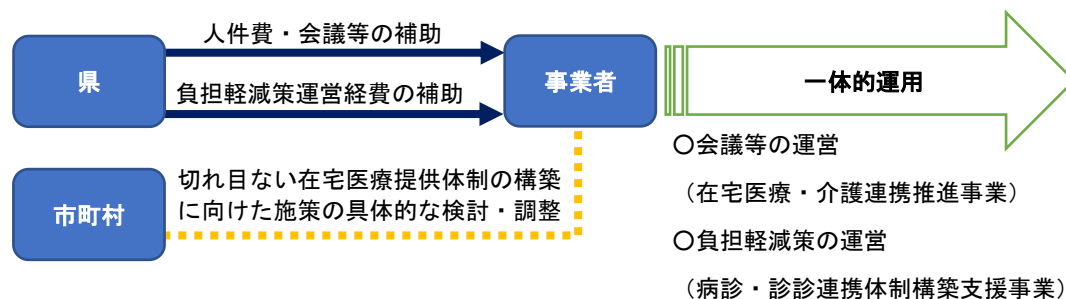 人件費・会議等の補助
県
事業者
負担軽減策運営経費の補助
一体的運用
市町村
切れ目ない在宅医療提供体制の構築
に向けた施策の具体的な検討・調整
〇会議等の運営
（在宅医療・介護連携推進事業）
〇負担軽減策の運営
（病診・診診連携体制構築支援事業）